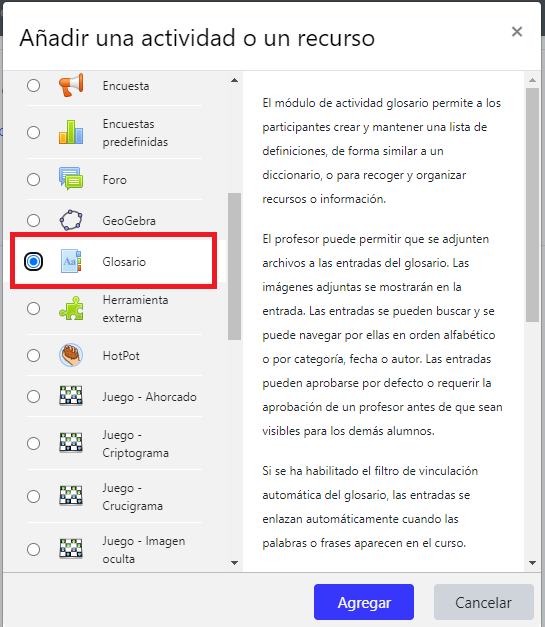 Añadir una actividad o un recurso
×
Encuesta
Encuestas
predefinidas
Foro
GeoGebra
Glosario
Herramienta
externa
HotPot
Juego - Ahorcado
Juego -
Criptograma
Juego -
Crucigrama
Juego - Imagen
oculta
El módulo de actividad glosario permite a los
participantes crear y mantener una lista de
definiciones, de forma similar a un
diccionario, o para recoger y organizar
recursos o información.
El profesor puede permitir que se adjunten
archivos a las entradas del glosario. Las
imágenes adjuntas se mostrarán en la
entrada. Las entradas se pueden buscar y se
puede navegar por ellas en orden alfabético
o por categoría, fecha o autor. Las entradas
pueden aprobarse por defecto o requerir la
aprobación de un profesor antes de que sean
visibles para los demás alumnos.
Si se ha habilitado el filtro de vinculación
automática del glosario, las entradas se
enlazan automáticamente cuando las
palabras o frases aparecen en el curso.
Agregar
Cancelar